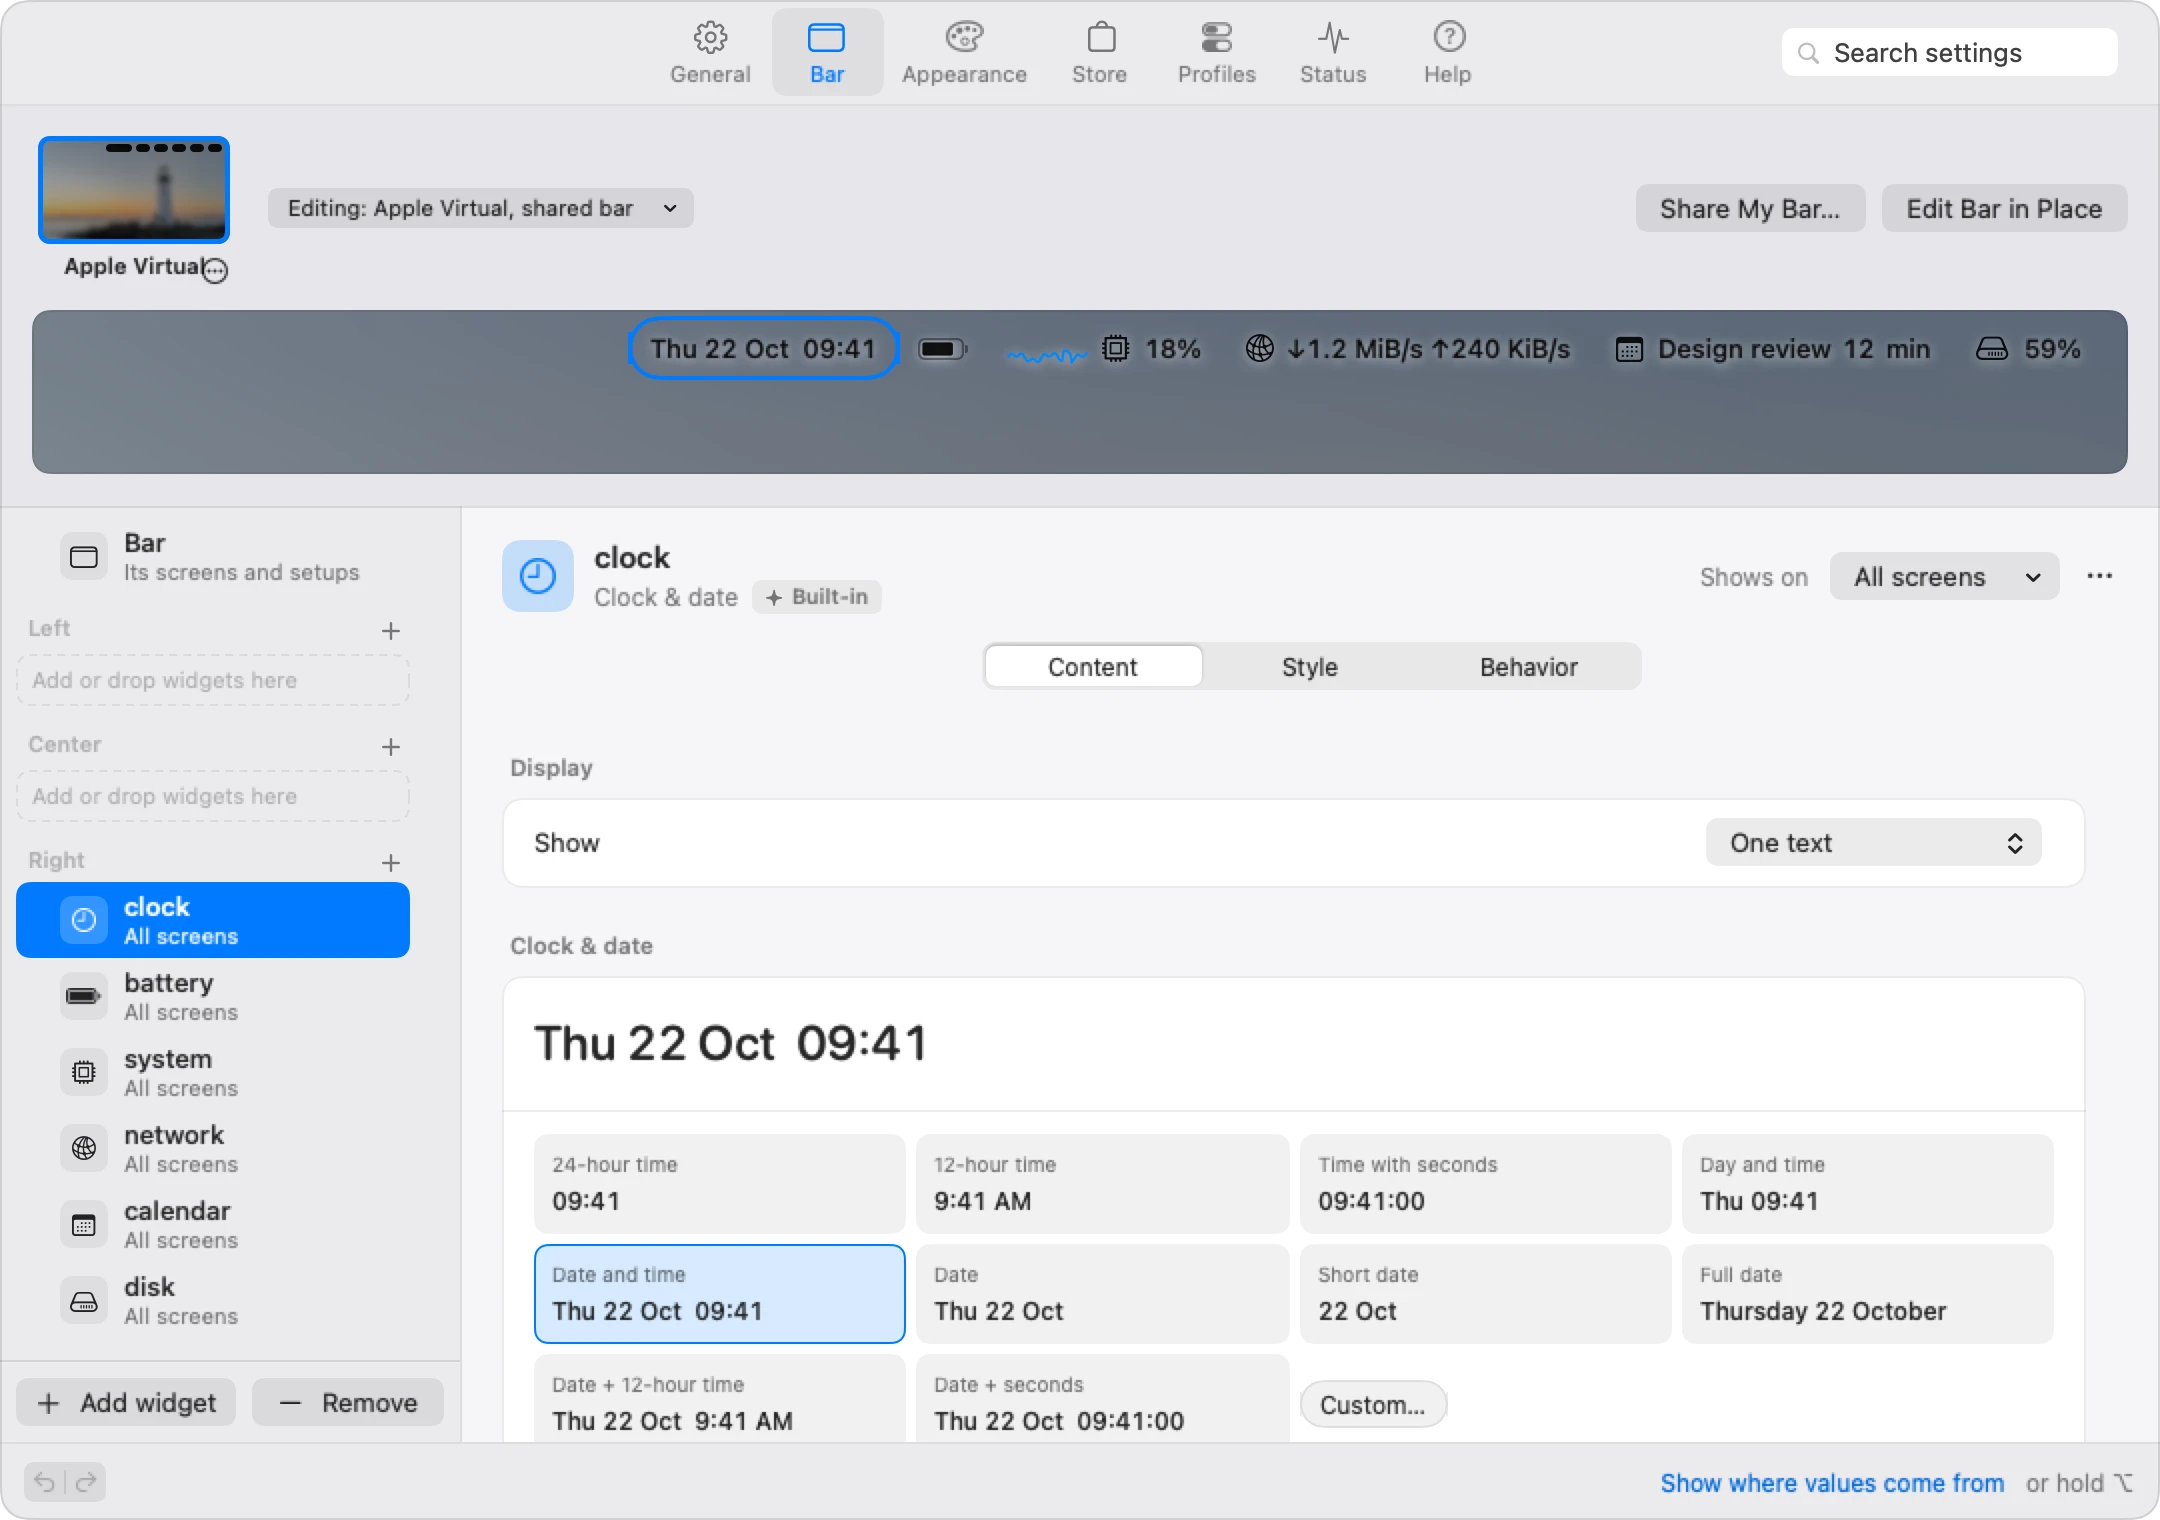 General
Bar
Appearance
Store
Profiles
Status
Help
Search settings
Apple Virtual
Editing: Apple Virtual, shared bar
Share My Bar...
Edit Bar in Place
Thu 22 Oct 09:41
18%
↓1.2 MiB/s ↑240 KiB/s
Design review 12 min
59%
Bar
Its screens and setups
Left
Add or drop widgets here
Center
Add or drop widgets here
Right
clock
All screens
battery
All screens
system
All screens
network
All screens
calendar
All screens
disk
All screens
Add widget
Remove
clock
Clock & date
Built-in
Shows on
All screens
Content
Style
Behavior
Display
Show
One text
Clock & date
Thu 22 Oct 09:41
24-hour time
09:41
12-hour time
9:41 AM
Time with seconds
09:41:00
Day and time
Thu 09:41
Date and time
Thu 22 Oct 09:41
Date
Thu 22 Oct
Short date
22 Oct
Full date
Thursday 22 October
Date + 12-hour time
Thu 22 Oct 9:41 AM
Date + seconds
Thu 22 Oct 09:41:00
Custom...
Show where values come from or hold ⌥